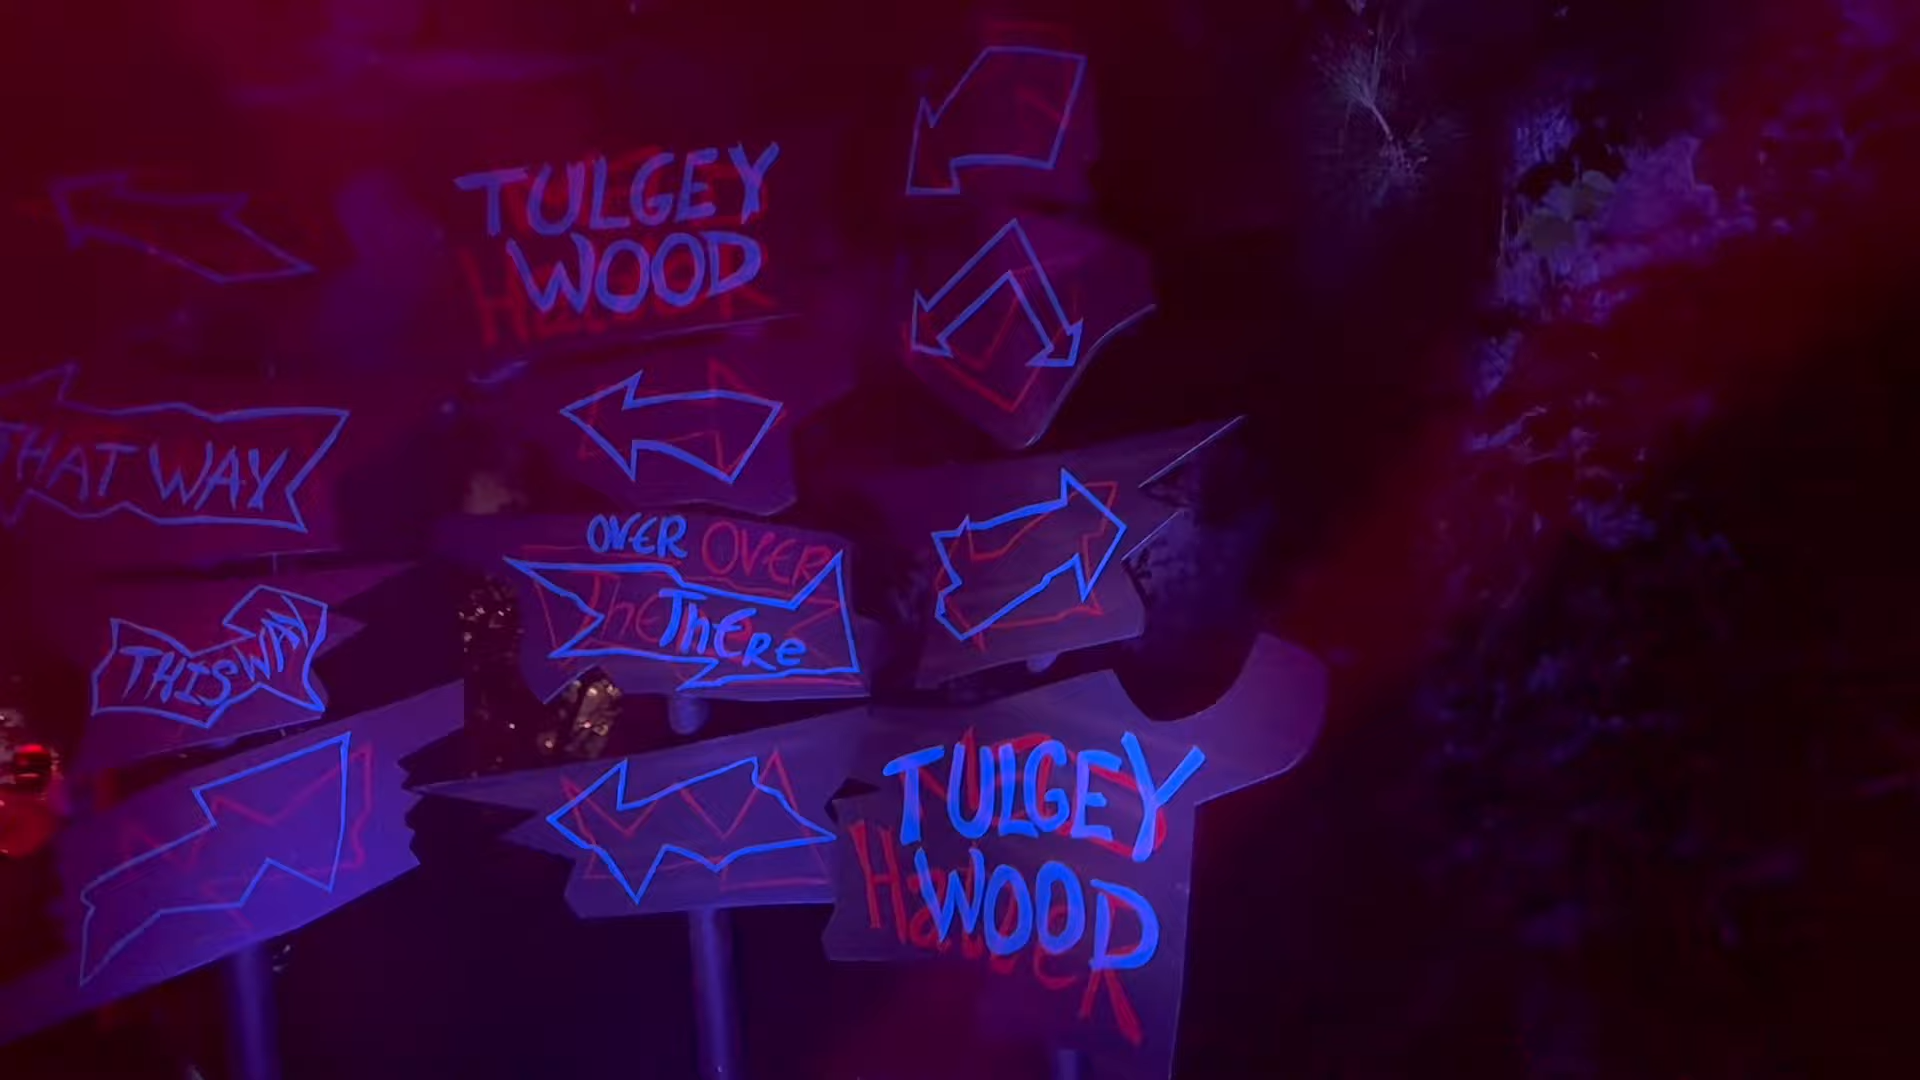 TULGEY
WOOD
THAT WAY
OVER OVER
There
THIS WAY
TULGEY
WOOD